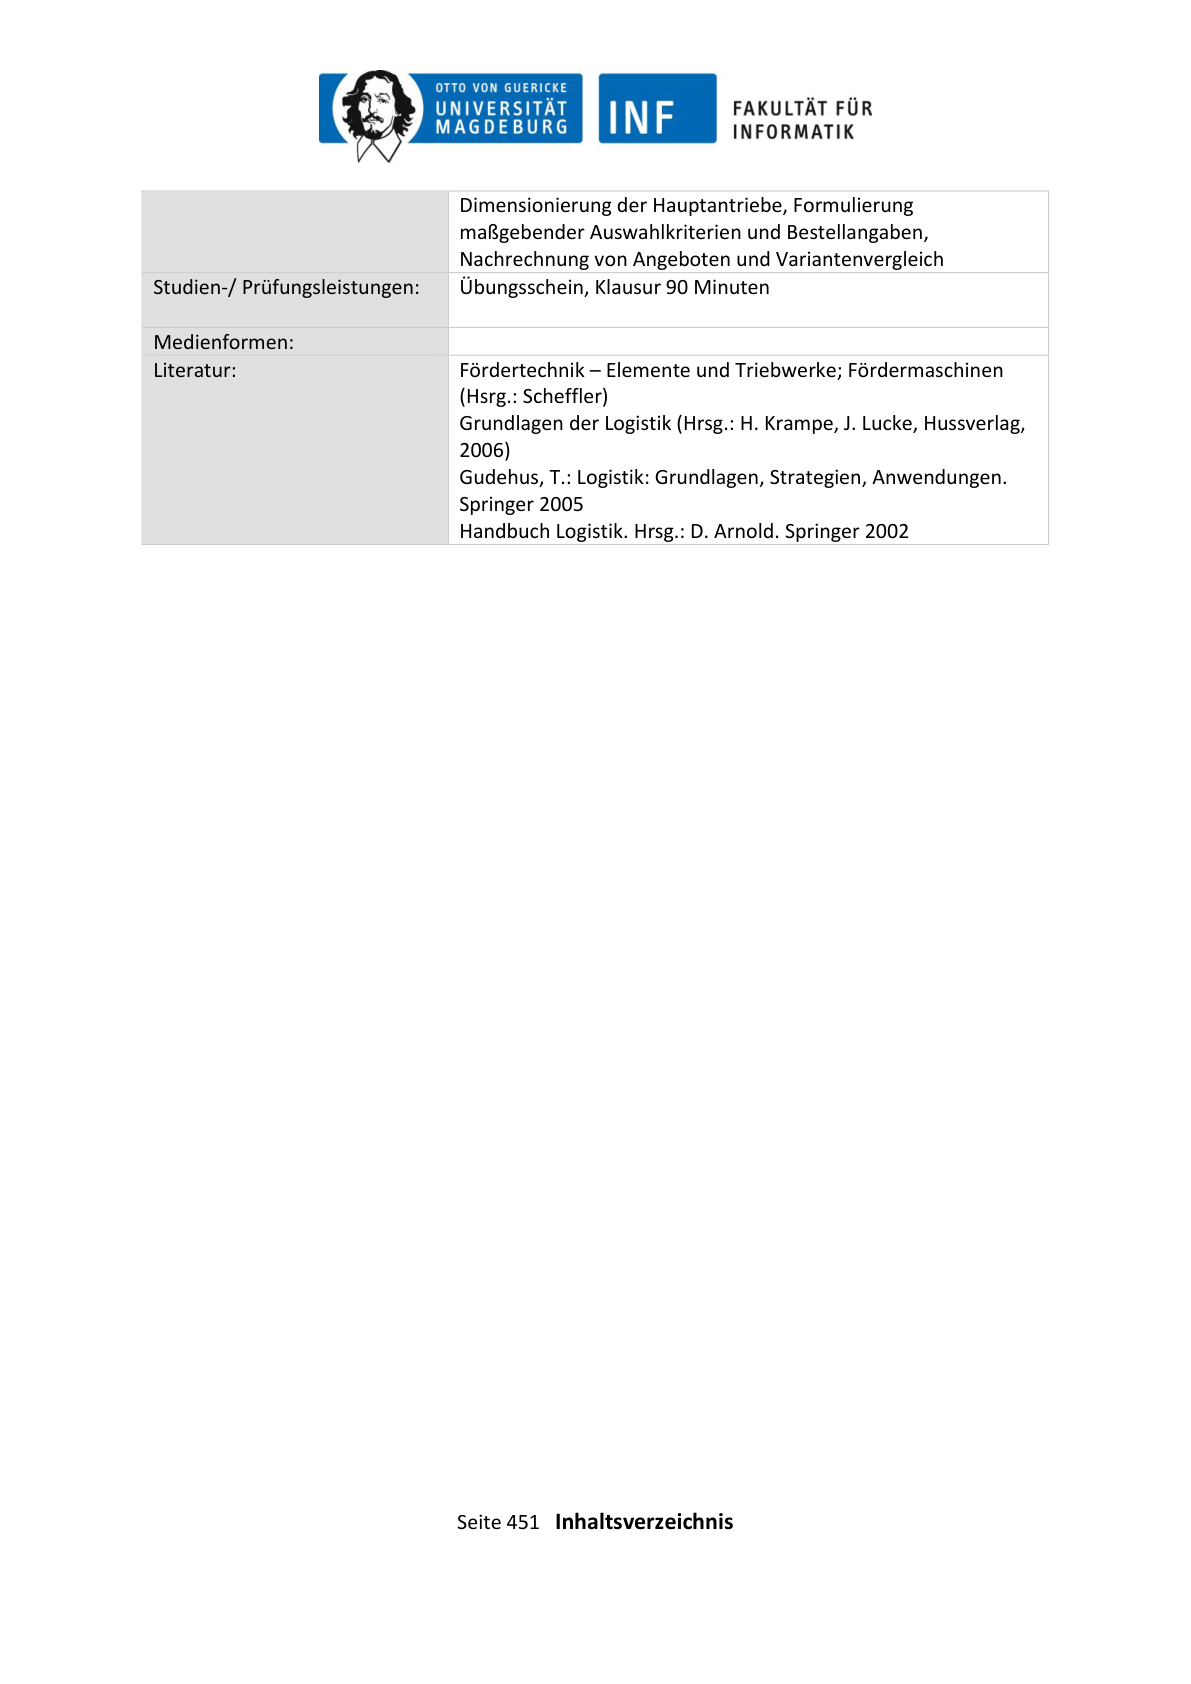 OTTO VON GUERICKE
UNIVERSITÄT
MAGDEBURG
INF
FAKULTÄT FÜR
INFORMATIK
Dimensionierung der Hauptantriebe, Formulierung
maßgebender Auswahlkriterien und Bestellangaben,
Nachrechnung von Angeboten und Variantenvergleich
Studien-/ Prüfungsleistungen:
Übungsschein, Klausur 90 Minuten
Medienformen:
Literatur:
Fördertechnik – Elemente und Triebwerke; Fördermaschinen
(Hsrg.: Scheffler)
Grundlagen der Logistik (Hrsg.: H. Krampe, J. Lucke, Hussverlag,
2006)
Gudehus, T.: Logistik: Grundlagen, Strategien, Anwendungen.
Springer 2005
Handbuch Logistik. Hrsg.: D. Arnold. Springer 2002
Seite 451 Inhaltsverzeichnis